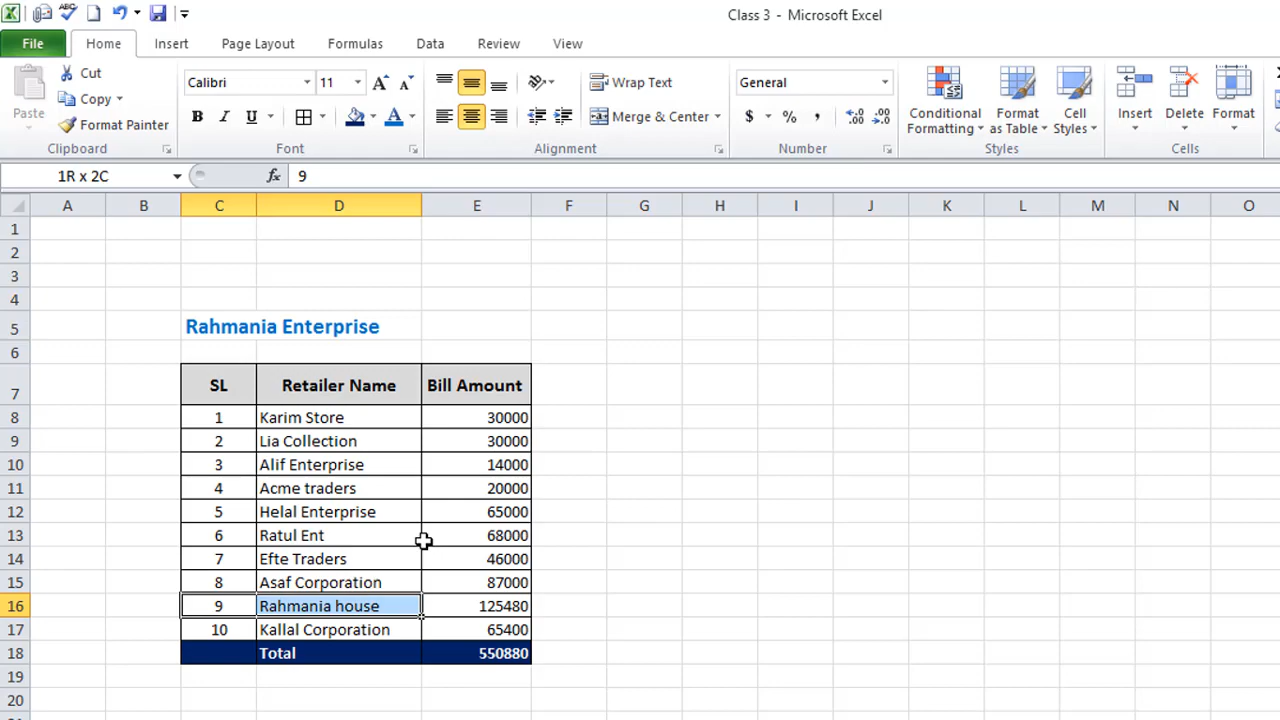 Class 3 - Microsoft Excel
File Home Insert Page Layout Formulas Data Review View
Paste
Cut
Copy
Format Painter
Clipboard
Calibri 11
B I U A
Font
Wrap Text
Merge & Center
Alignment
General
$ % ,
Number
Conditional Formatting
Format as Table
Cell Styles
Styles
Insert Delete Format
Cells
1R x 2C fx 9
A B C D E F G H I J K L M N O
1
2
3
4
5 Rahmania Enterprise
6
7 SL Retailer Name Bill Amount
8 1 Karim Store 30000
9 2 Lia Collection 30000
10 3 Alif Enterprise 14000
11 4 Acme traders 20000
12 5 Helal Enterprise 65000
13 6 Ratul Ent 68000
14 7 Efte Traders 46000
15 8 Asaf Corporation 87000
16 9 Rahmania house 125480
17 10 Kallal Corporation 65400
18 Total 550880
19
20